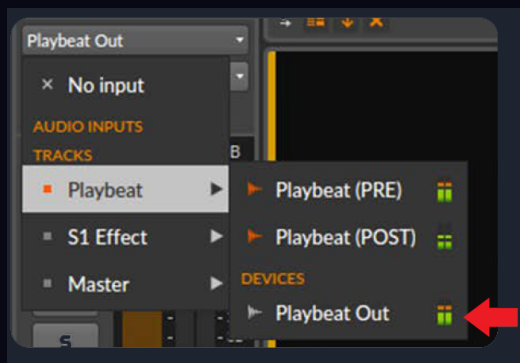 Playbeat Out
No input
AUDIO INPUTS
TRACKS
B
Playbeat
Playbeat (PRE)
S1 Effect
Playbeat (POST)
Master
DEVICES
Playbeat Out
S